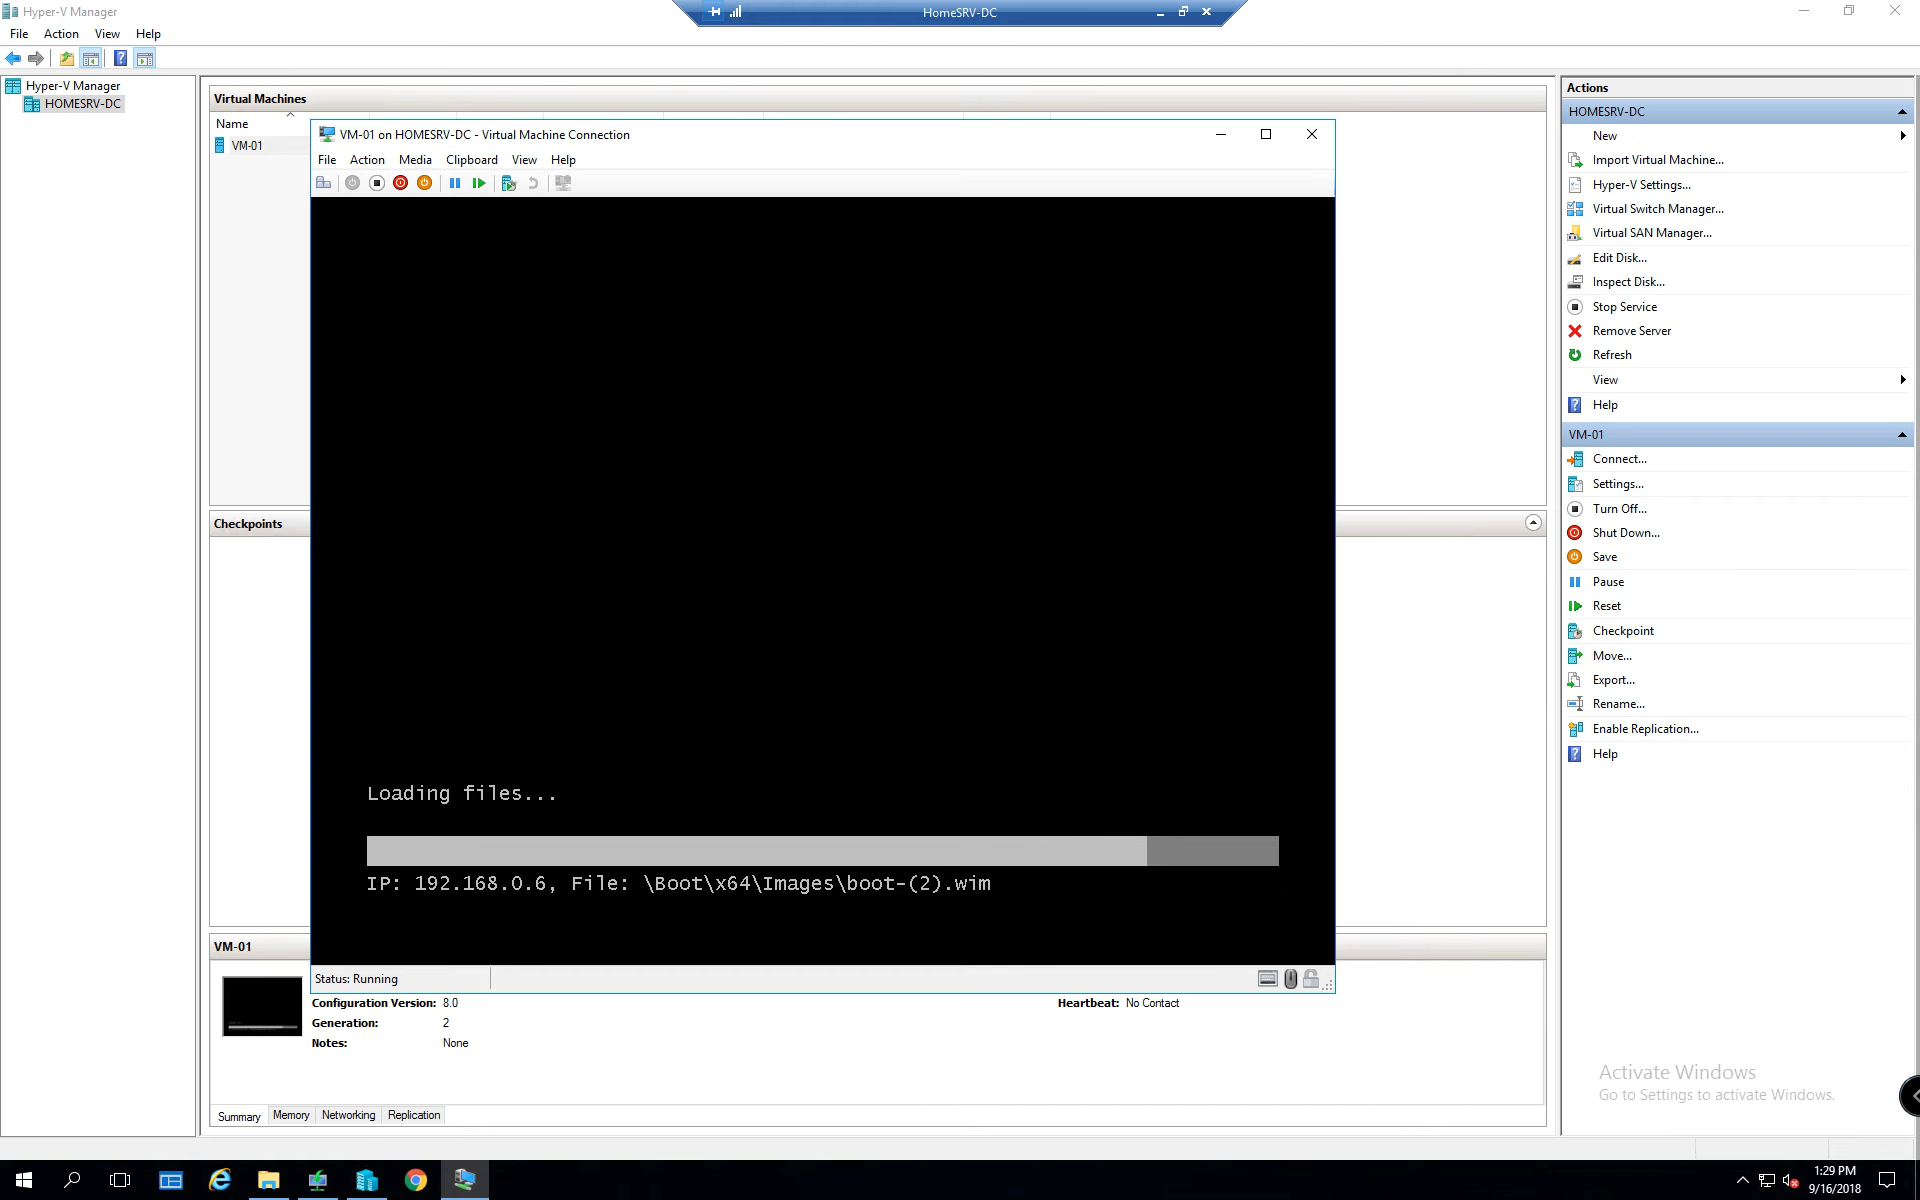 Hyper-V Manager
HomeSRV-DC
File Action View Help
Hyper-V Manager
HOMESRV-DC
Virtual Machines
Name
VM-01
VM-01 on HOMESRV-DC - Virtual Machine Connection
File Action Media Clipboard View Help
Loading files...
IP: 192.168.0.6, File: \Boot\x64\Images\boot-(2).wim
Status: Running
Checkpoints
VM-01
Configuration Version: 8.0
Generation: 2
Notes: None
Heartbeat: No Contact
Summary Memory Networking Replication
Actions
HOMESRV-DC
New
Import Virtual Machine...
Hyper-V Settings...
Virtual Switch Manager...
Virtual SAN Manager...
Edit Disk...
Inspect Disk...
Stop Service
Remove Server
Refresh
View
Help
VM-01
Connect...
Settings...
Turn Off...
Shut Down...
Save
Pause
Reset
Checkpoint
Move...
Export...
Rename...
Enable Replication...
Help
Activate Windows
Go to Settings to activate Windows.
1:29 PM
9/16/2018